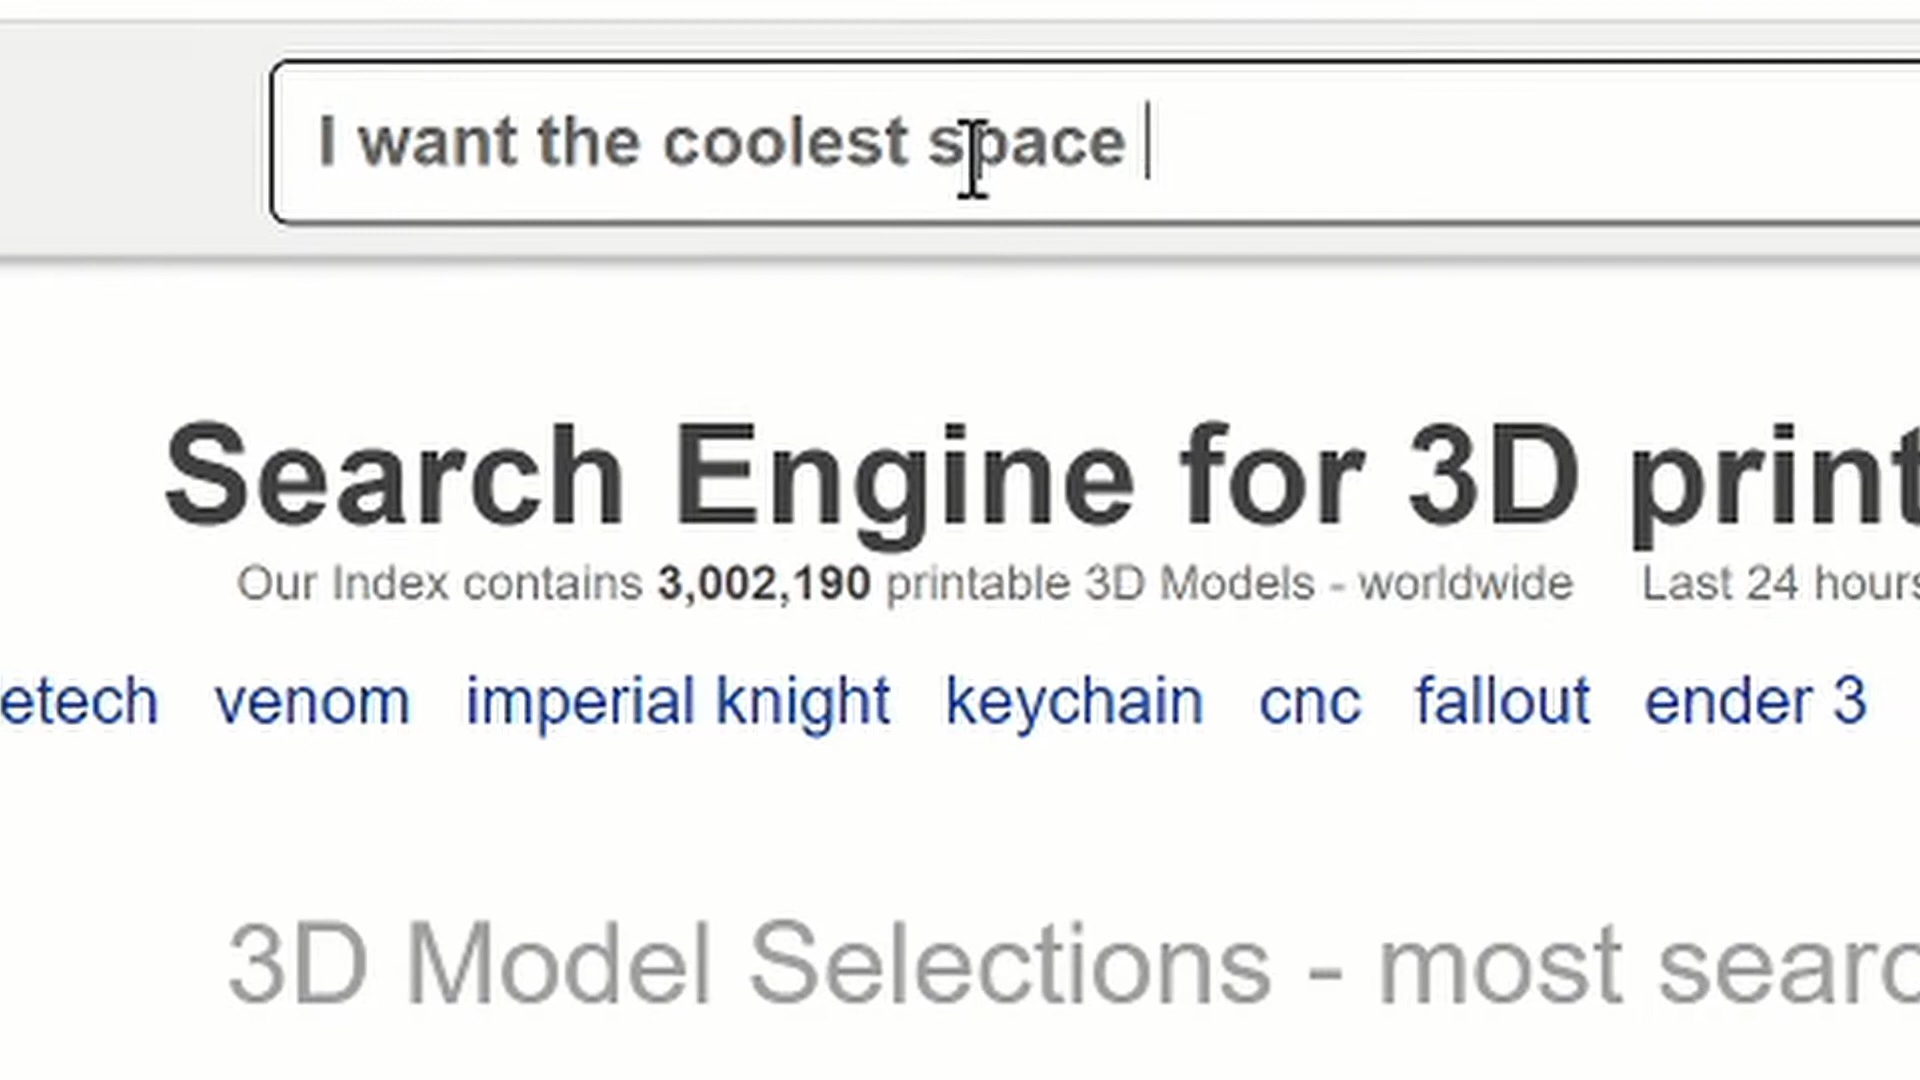 I want the coolest space
Search Engine for 3D print
Our Index contains 3,002,190 printable 3D Models - worldwide Last 24 hours
etech venom imperial knight keychain cnc fallout ender 3
3D Model Selections - most searc